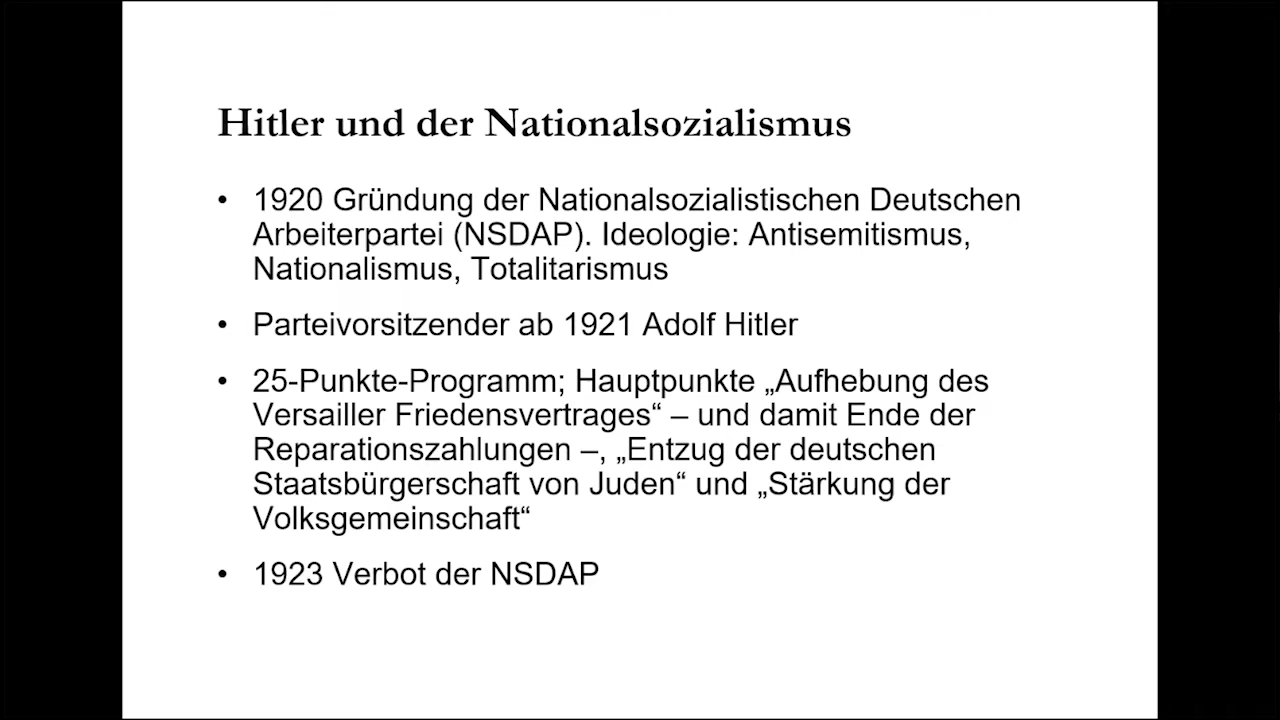 Hitler und der Nationalsozialismus
• 1920 Gründung der Nationalsozialistischen Deutschen
Arbeiterpartei (NSDAP). Ideologie: Antisemitismus,
Nationalismus, Totalitarismus
• Parteivorsitzender ab 1921 Adolf Hitler
• 25-Punkte-Programm; Hauptpunkte „Aufhebung des
Versailler Friedensvertrages“ – und damit Ende der
Reparationszahlungen –, „Entzug der deutschen
Staatsbürgerschaft von Juden“ und „Stärkung der
Volksgemeinschaft“
• 1923 Verbot der NSDAP